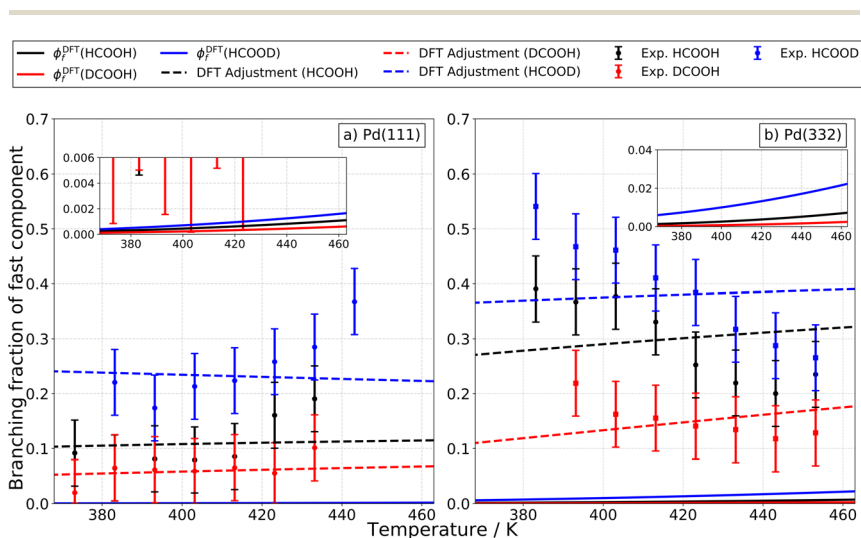 ϕ_f^DFT(HCOOH) ϕ_f^DFT(HCOOD) DFT Adjustment (DCOOH) Exp. HCOOH Exp. HCOOD
ϕ_f^DFT(DCOOH) DFT Adjustment (HCOOH) DFT Adjustment (HCOOD) Exp. DCOOH
Branching fraction of fast component
0.7
0.6
0.5
0.4
0.3
0.2
0.1
0.0
a) Pd(111)
0.006
0.004
0.002
0.000
380 400 420 440 460
380 400 420 440 460
b) Pd(332)
0.04
0.02
0.00
380 400 420 440 460
380 400 420 440 460
Temperature / K